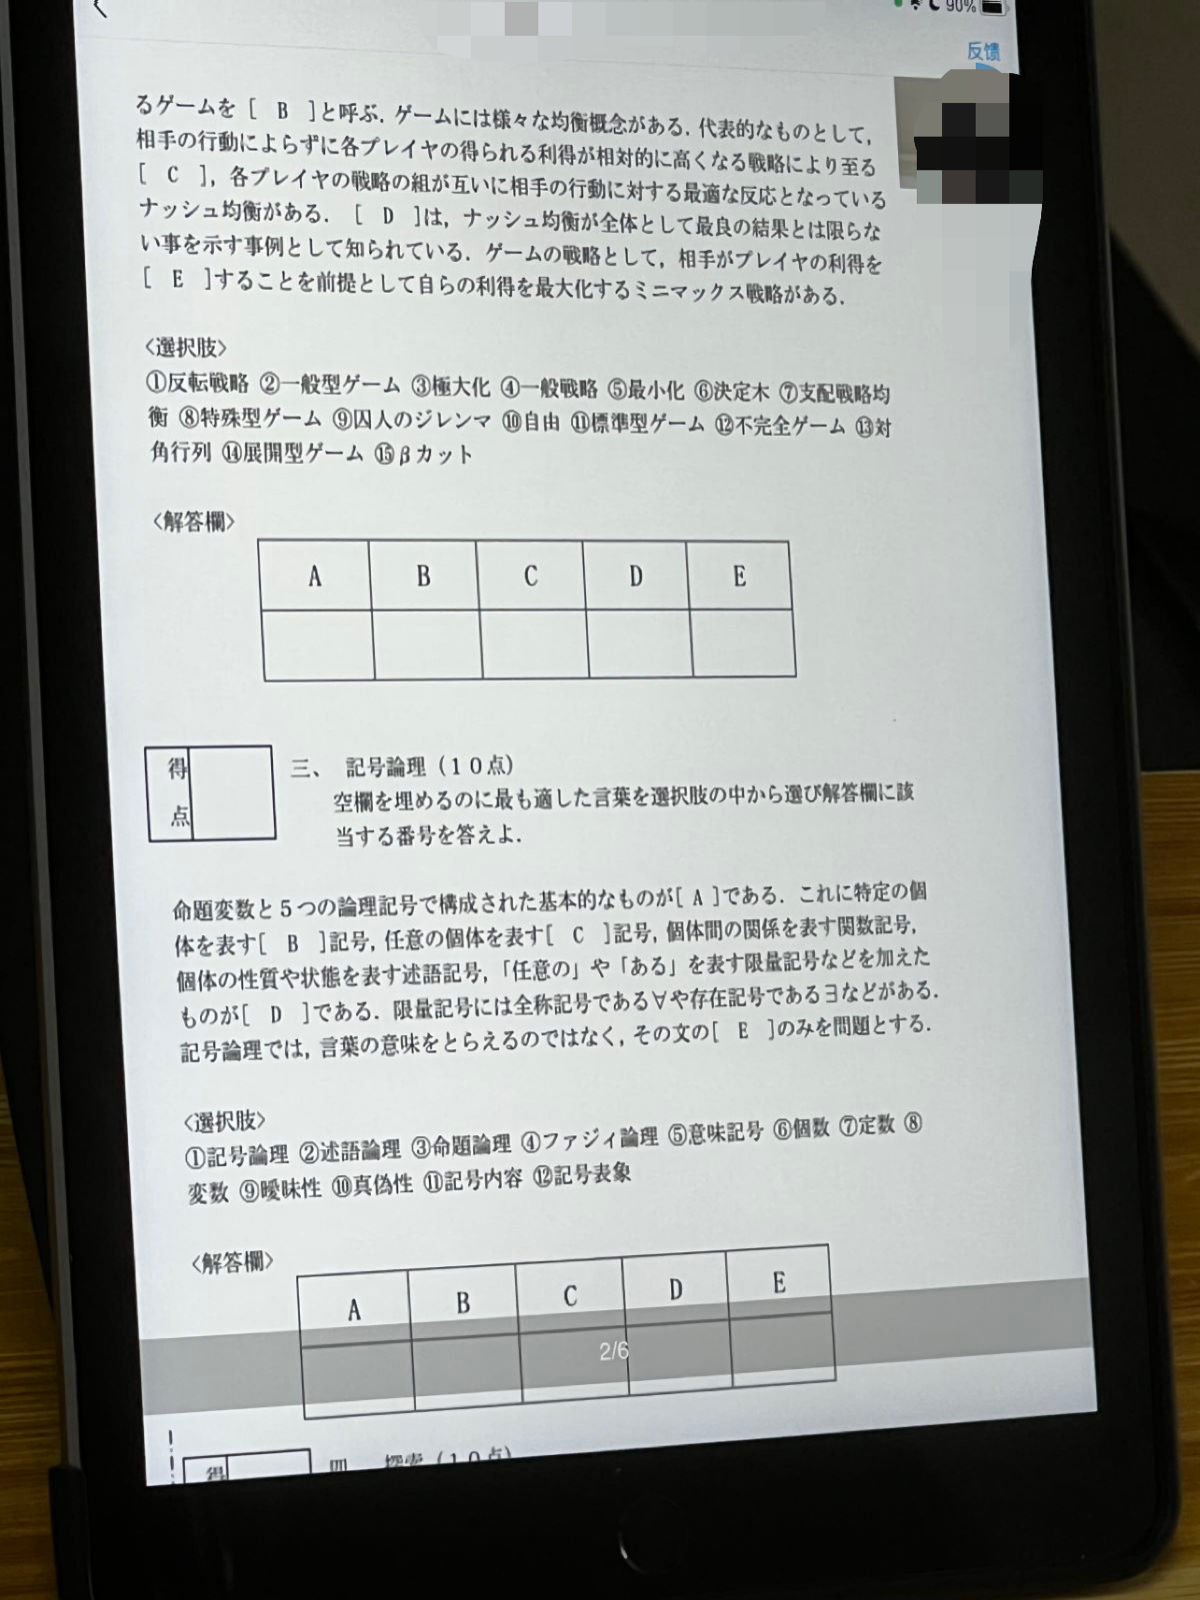 90%
反馈
るゲームを [ B ]と呼ぶ. ゲームには様々な均衡概念がある. 代表的なものとして,
相手の行動によらずに各プレイヤの得られる利得が相対的に高くなる戦略により至る
[ C ], 各プレイヤの戦略の組が互いに相手の行動に対する最適な反応となっている
ナッシュ均衡がある. [ D ]は, ナッシュ均衡が全体として最良の結果とは限らな
い事を示す事例として知られている. ゲームの戦略として, 相手がプレイヤの利得を
[ E ]することを前提として自らの利得を最大化するミニマックス戦略がある.
〈選択肢〉
①反転戦略 ②一般型ゲーム ③極大化 ④一般戦略 ⑤最小化 ⑥決定木 ⑦支配戦略均
衡 ⑧特殊型ゲーム ⑨囚人のジレンマ ⑩自由 ⑪標準型ゲーム ⑫不完全ゲーム ⑬対
角行列 ⑭展開型ゲーム ⑮βカット
〈解答欄〉
A B C D E
得
点
三、 記号論理（10点）
空欄を埋めるのに最も適した言葉を選択肢の中から選び解答欄に該
当する番号を答えよ.
命題変数と5つの論理記号で構成された基本的なものが[ A ]である. これに特定の個
体を表す[ B ]記号, 任意の個体を表す[ C ]記号, 個体間の関係を表す関数記号,
個体の性質や状態を表す述語記号, 「任意の」や「ある」を表す限量記号などを加えた
ものが[ D ]である. 限量記号には全称記号である∀や存在記号である∃などがある.
記号論理では, 言葉の意味をとらえるのではなく, その文の[ E ]のみを問題とする.
〈選択肢〉
①記号論理 ②述語論理 ③命題論理 ④ファジィ論理 ⑤意味記号 ⑥個数 ⑦定数 ⑧
変数 ⑨曖昧性 ⑩真偽性 ⑪記号内容 ⑫記号表象
〈解答欄〉
A B C D E
2/6
得
四 探索（10点）